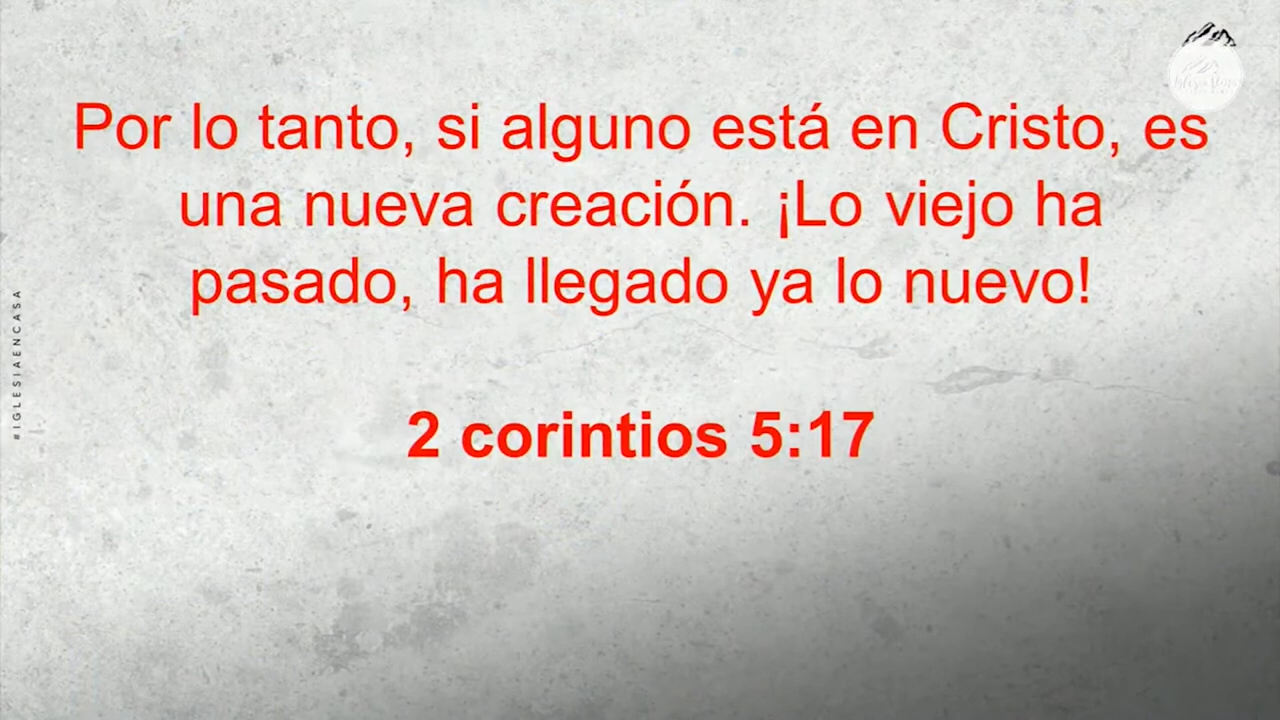 Por lo tanto, si alguno está en Cristo, es
una nueva creación. ¡Lo viejo ha
pasado, ha llegado ya lo nuevo!
2 corintios 5:17
#IGLESIAENCASA